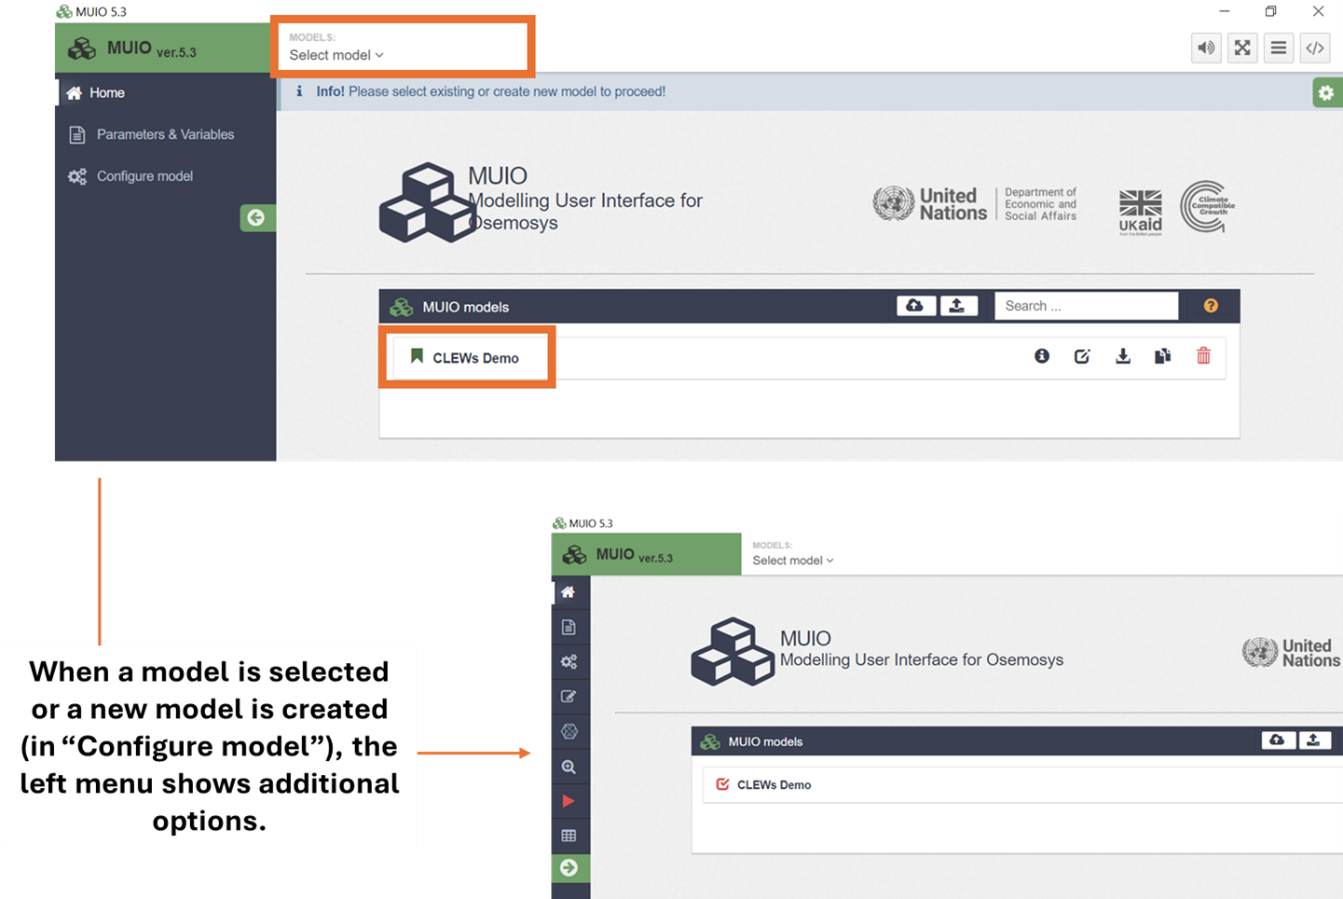 MUIO 5.3
MUIO ver.5.3
MODELS:
Select model
Home
Info! Please select existing or create new model to proceed!
Parameters & Variables
Configure model
MUIO
Modelling User Interface for
Osemosys
United
Nations
Department of
Economic and
Social Affairs
UKaid
from the British people
Climate
Compatible
Growth
MUIO models
Search ...
CLEWs Demo
When a model is selected
or a new model is created
(in “Configure model”), the
left menu shows additional
options.
MUIO 5.3
MUIO ver.5.3
MODELS:
Select model
MUIO
Modelling User Interface for Osemosys
United
Nations
MUIO models
CLEWs Demo